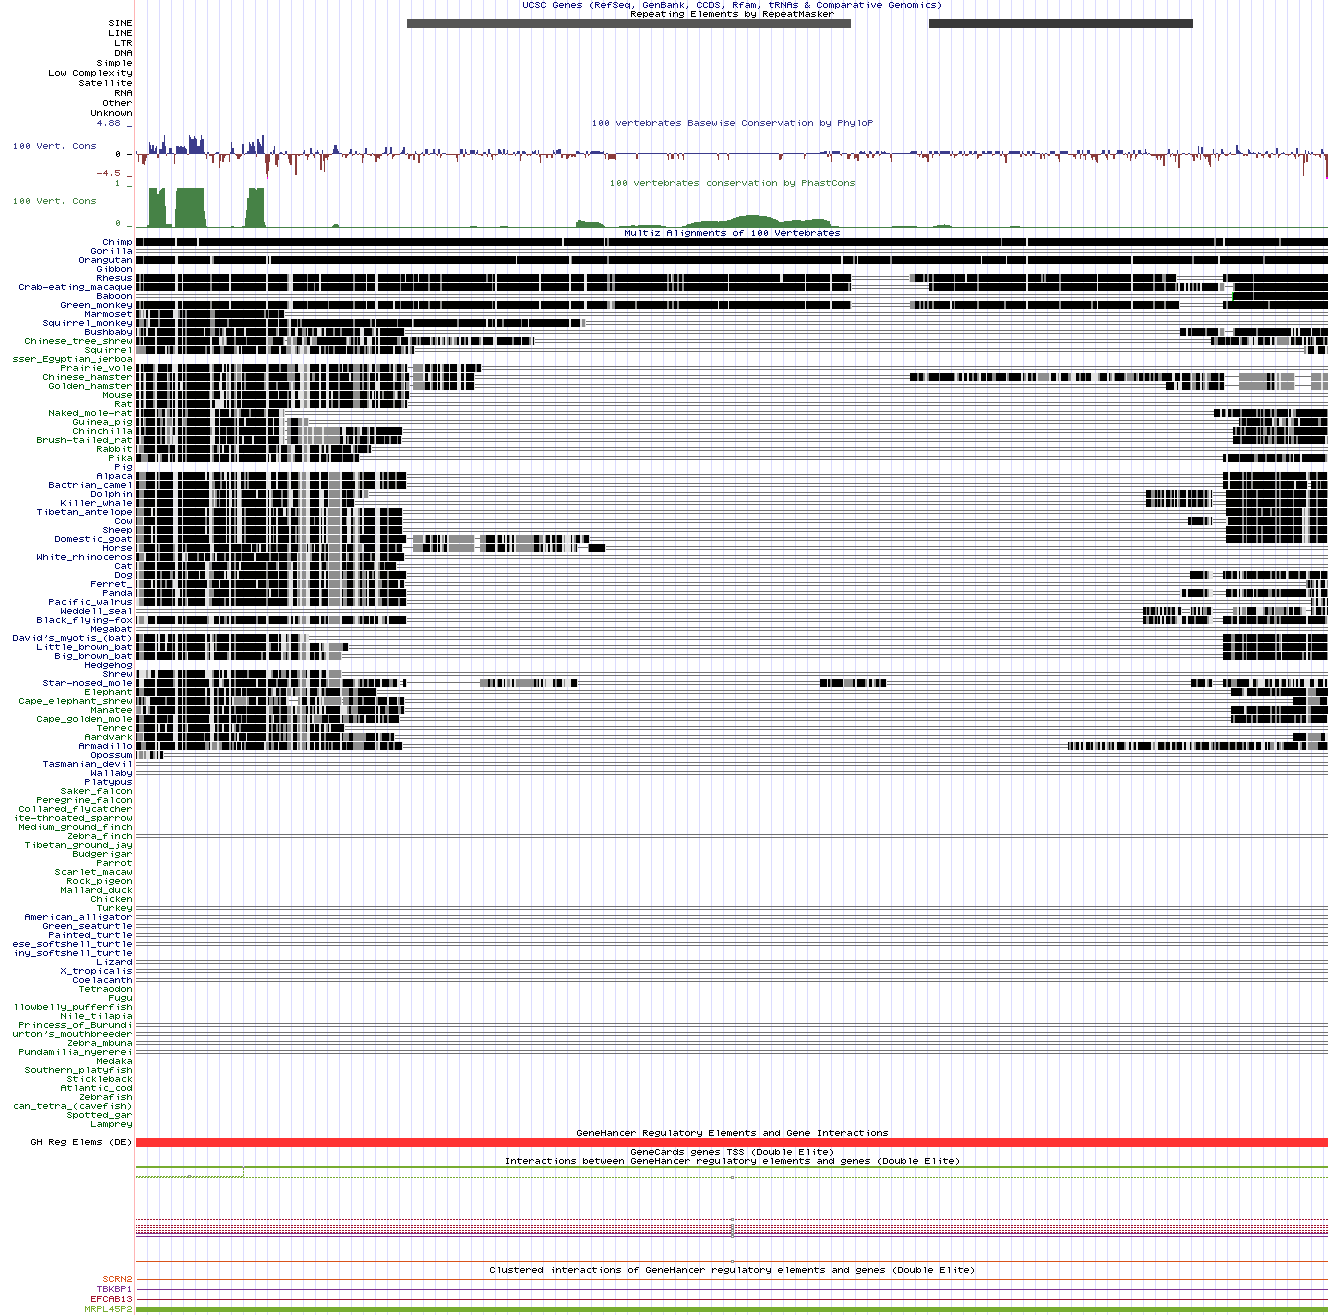 UCSC Genes (RefSeq, GenBank, CCDS, Rfam, tRNAs & Comparative Genomics)
Repeating Elements by RepeatMasker
SINE
LINE
LTR
DNA
Simple
Low Complexity
Satellite
RNA
Other
Unknown
4.88 _
100 vertebrates Basewise Conservation by PhyloP
100 Vert. Cons
0 -
-4.5 _
1 _
100 vertebrates conservation by PhastCons
100 Vert. Cons
0 _
Multiz Alignments of 100 Vertebrates
Chimp
Gorilla
Orangutan
Gibbon
Rhesus
Crab-eating_macaque
Baboon
Green_monkey
Marmoset
Squirrel_monkey
Bushbaby
Chinese_tree_shrew
Squirrel
sser_Egyptian_jerboa
Prairie_vole
Chinese_hamster
Golden_hamster
Mouse
Rat
Naked_mole-rat
Guinea_pig
Chinchilla
Brush-tailed_rat
Rabbit
Pika
Pig
Alpaca
Bactrian_camel
Dolphin
Killer_whale
Tibetan_antelope
Cow
Sheep
Domestic_goat
Horse
White_rhinoceros
Cat
Dog
Ferret_
Panda
Pacific_walrus
Weddell_seal
Black_flying-fox
Megabat
David's_myotis_(bat)
Little_brown_bat
Big_brown_bat
Hedgehog
Shrew
Star-nosed_mole
Elephant
Cape_elephant_shrew
Manatee
Cape_golden_mole
Tenrec
Aardvark
Armadillo
Opossum
Tasmanian_devil
Wallaby
Platypus
Saker_falcon
Peregrine_falcon
Collared_flycatcher
ite-throated_sparrow
Medium_ground_finch
Zebra_finch
Tibetan_ground_jay
Budgerigar
Parrot
Scarlet_macaw
Rock_pigeon
Mallard_duck
Chicken
Turkey
American_alligator
Green_seaturtle
Painted_turtle
ese_softshell_turtle
iny_softshell_turtle
Lizard
X_tropicalis
Coelacanth
Tetraodon
Fugu
llowbelly_pufferfish
Nile_tilapia
Princess_of_Burundi
urton's_mouthbreeder
Zebra_mbuna
Pundamilia_nyererei
Medaka
Southern_platyfish
Stickleback
Atlantic_cod
Zebrafish
can_tetra_(cavefish)
Spotted_gar
Lamprey
GeneHancer Regulatory Elements and Gene Interactions
GH Reg Elems (DE)
GeneCards genes TSS (Double Elite)
Interactions between GeneHancer regulatory elements and genes (Double Elite)
Clustered interactions of GeneHancer regulatory elements and genes (Double Elite)
SCRN2
TBKBP1
EFCAB13
MRPL45P2